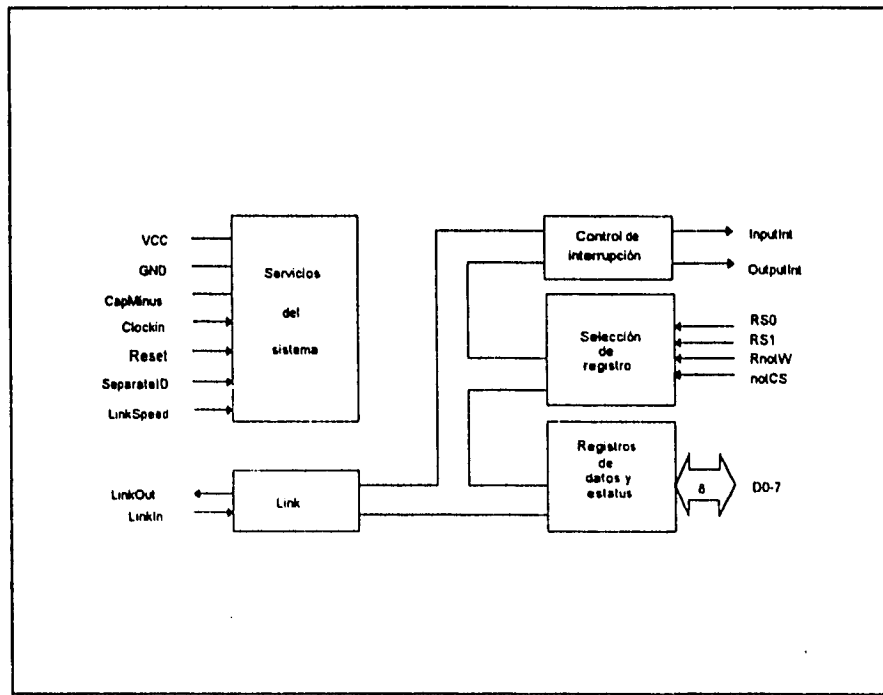 VCC
GND
CapMinus
Clockin
Reset
SeparateID
LinkSpeed
Servicios
del
sistema
LinkOut
LinkIn
Link
Control de
interrupción
InputInt
OutputInt
Selección
de
registro
RS0
RS1
RnotW
notCS
Registros
de
datos y
estatus
8
D0-7